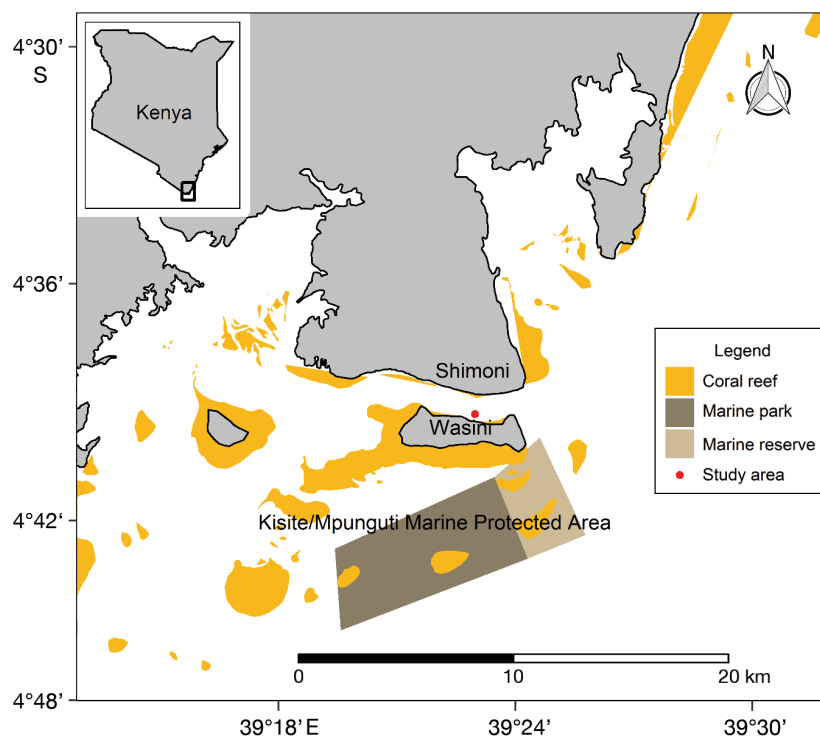 4°30'
S
Kenya
N
4°36'
Shimoni
Legend
Coral reef
Marine park
Marine reserve
Study area
Wasini
4°42'
Kisite/Mpunguti Marine Protected Area
0
10
20 km
4°48'
39°18'E
39°24'
39°30'